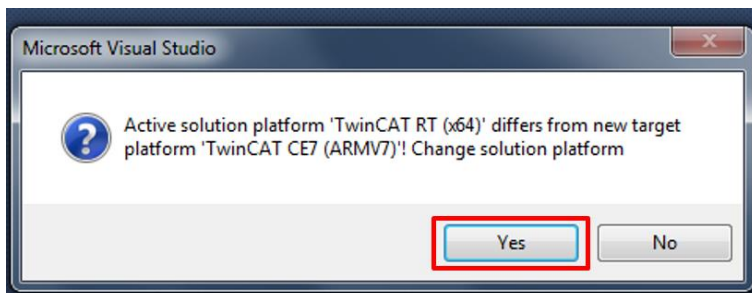 Microsoft Visual Studio
Active solution platform 'TwinCAT RT (x64)' differs from new target
platform 'TwinCAT CE7 (ARMV7)'! Change solution platform
Yes
No